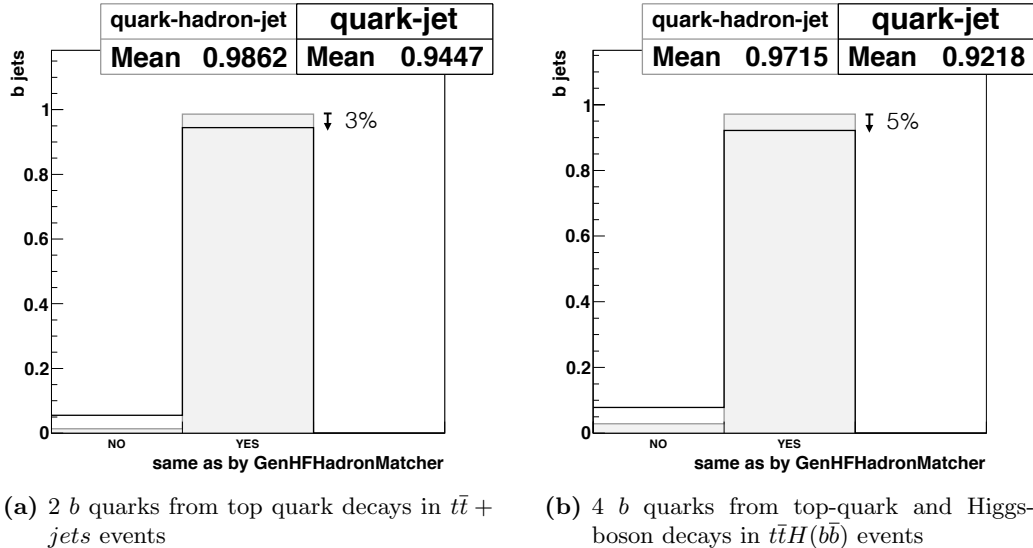 quark-hadron-jet
Mean 0.9862
quark-jet
Mean 0.9447
b jets
1
0.8
0.6
0.4
0.2
0
3%
NO
YES
same as by GenHFHadronMatcher
(a) 2 b quarks from top quark decays in tt̄ +
jets events
quark-hadron-jet
Mean 0.9715
quark-jet
Mean 0.9218
b jets
1
0.8
0.6
0.4
0.2
0
5%
NO
YES
same as by GenHFHadronMatcher
(b) 4 b quarks from top-quark and Higgs-
boson decays in tt̄H(bb̄) events